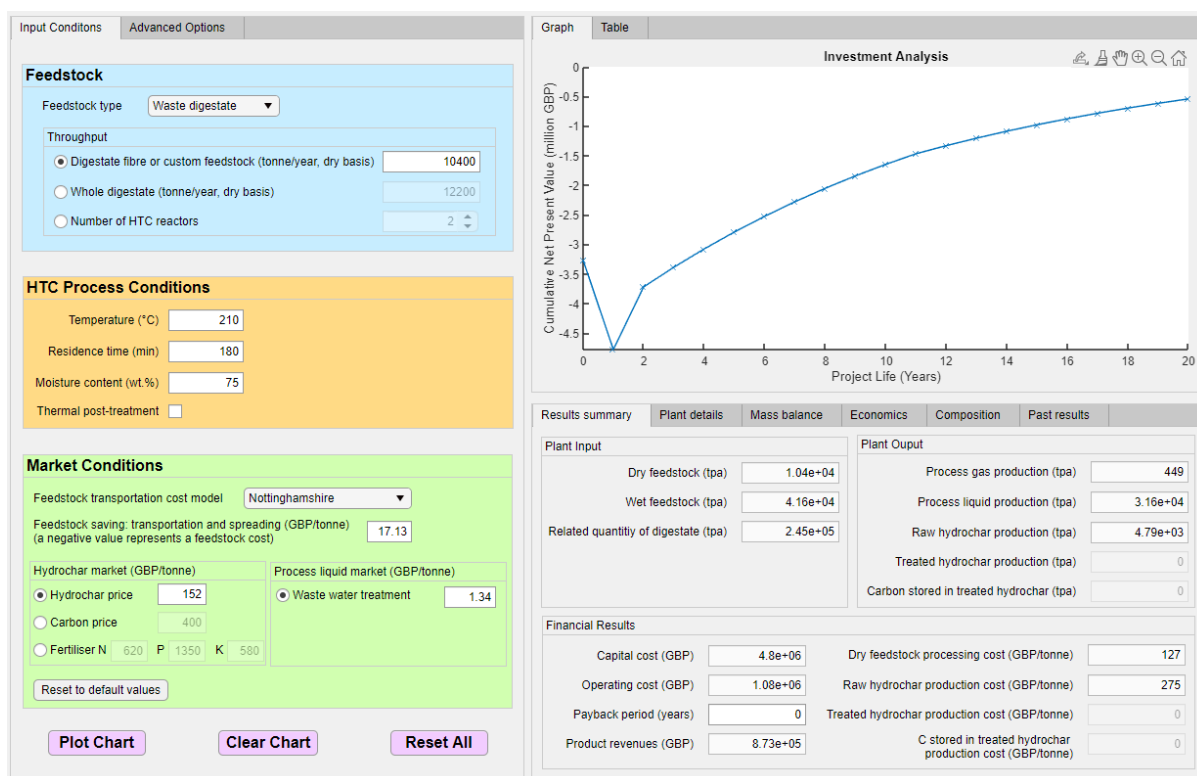 Input Conditons
Advanced Options
Feedstock
Feedstock type
Waste digestate
Throughput
Digestate fibre or custom feedstock (tonne/year, dry basis)
10400
Whole digestate (tonne/year, dry basis)
12200
Number of HTC reactors
2
HTC Process Conditions
Temperature (°C)
210
Residence time (min)
180
Moisture content (wt.%)
75
Thermal post-treatment
Market Conditions
Feedstock transportation cost model
Nottinghamshire
Feedstock saving: transportation and spreading (GBP/tonne)
(a negative value represents a feedstock cost)
17.13
Hydrochar market (GBP/tonne)
Hydrochar price
152
Carbon price
400
Fertiliser N 620 P 1350 K 580
Process liquid market (GBP/tonne)
Waste water treatment
1.34
Reset to default values
Plot Chart
Clear Chart
Reset All
Graph
Table
Investment Analysis
Cumulative Net Present Value (million GBP)
0
-0.5
-1
-1.5
-2
-2.5
-3
-3.5
-4
-4.5
0 2 4 6 8 10 12 14 16 18 20
Project Life (Years)
Results summary
Plant details
Mass balance
Economics
Composition
Past results
Plant Input
Dry feedstock (tpa)
1.04e+04
Wet feedstock (tpa)
4.16e+04
Related quantitiy of digestate (tpa)
2.45e+05
Plant Ouput
Process gas production (tpa)
449
Process liquid production (tpa)
3.16e+04
Raw hydrochar production (tpa)
4.79e+03
Treated hydrochar production (tpa)
0
Carbon stored in treated hydrochar (tpa)
0
Financial Results
Capital cost (GBP)
4.8e+06
Operating cost (GBP)
1.08e+06
Payback period (years)
0
Product revenues (GBP)
8.73e+05
Dry feedstock processing cost (GBP/tonne)
127
Raw hydrochar production cost (GBP/tonne)
275
Treated hydrochar production cost (GBP/tonne)
0
C stored in treated hydrochar
production cost (GBP/tonne)
0